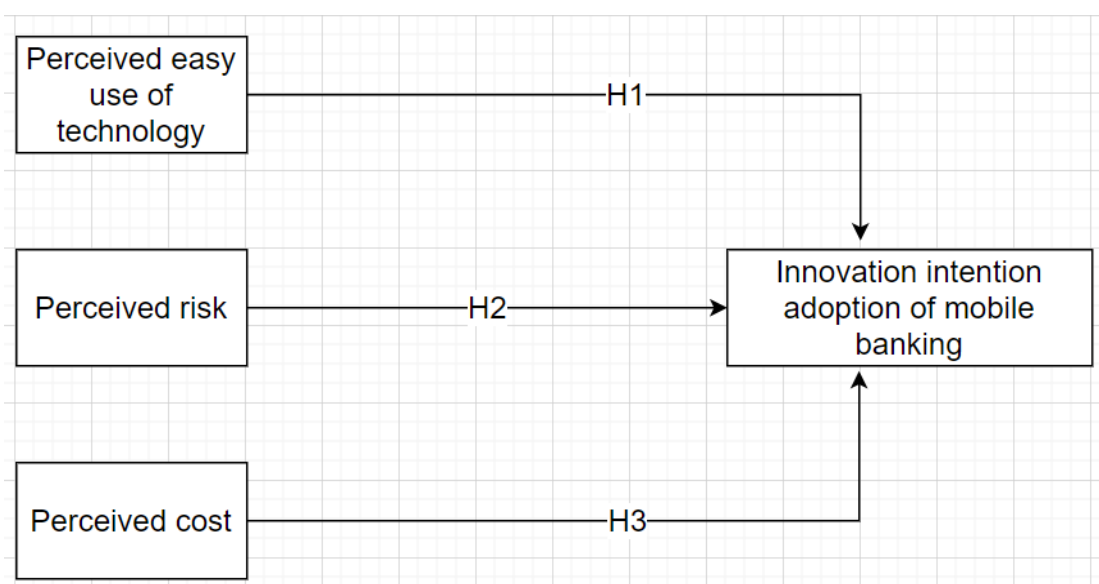 Perceived easy
use of
technology
H1
Perceived risk
H2
Innovation intention
adoption of mobile
banking
Perceived cost
H3